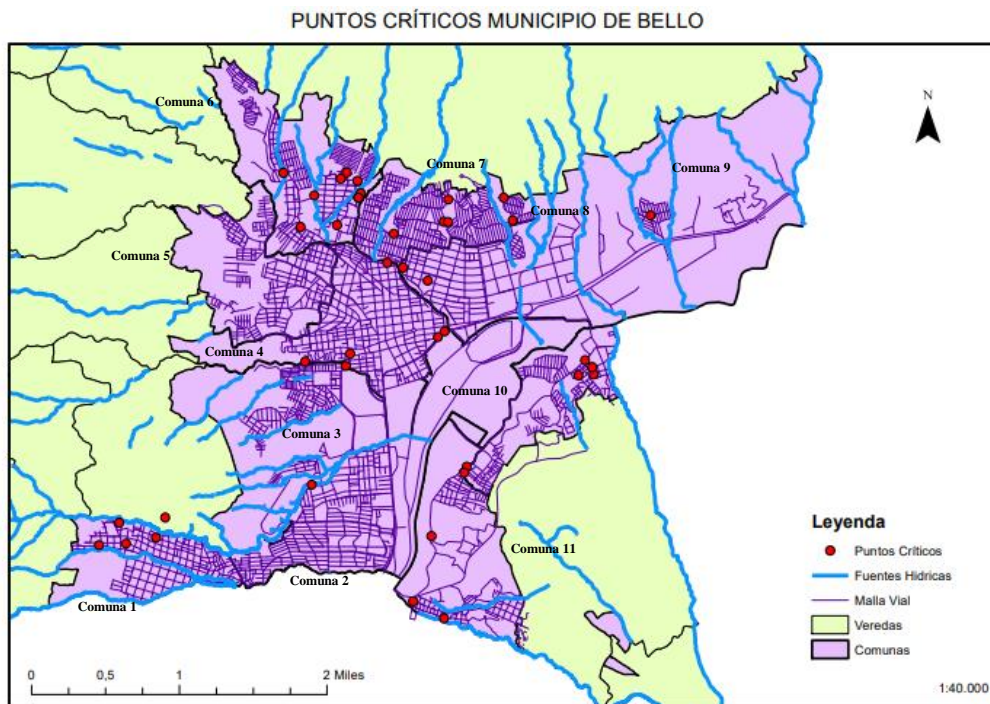 PUNTOS CRÍTICOS MUNICIPIO DE BELLO
Comuna 6
N
Comuna 7
Comuna 9
Comuna 8
Comuna 5
Comuna 4
Comuna 10
Comuna 3
Leyenda
Puntos Críticos
Comuna 11
Fuentes Hidricas
Comuna 2
Malla Vial
Comuna 1
Veredas
Comunas
0 0,5 1 2 Miles
1:40.000